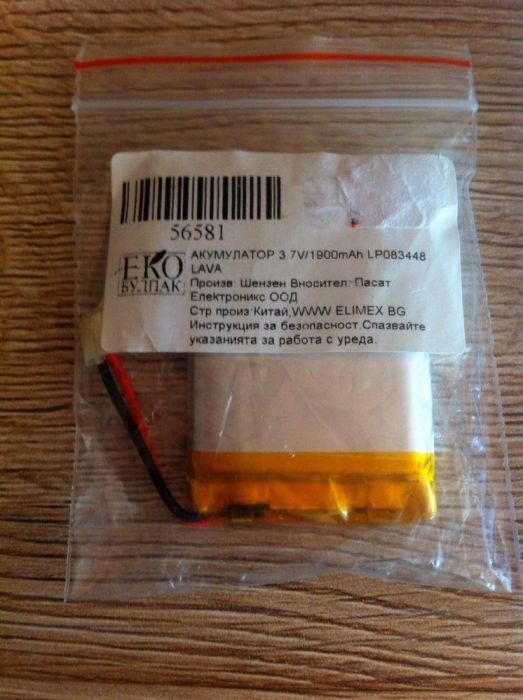 56581
ЕКО
БУЛПАК
АКУМУЛАТОР 3.7V/1900mAh LP083448
LAVA
Произв: Шензен Вносител:Пасат
Електроникс ООД
Стр произ:Китай,WWW ELIMEX BG
Инструкция за безопасност.Спазвайте
указанията за работа с уреда.